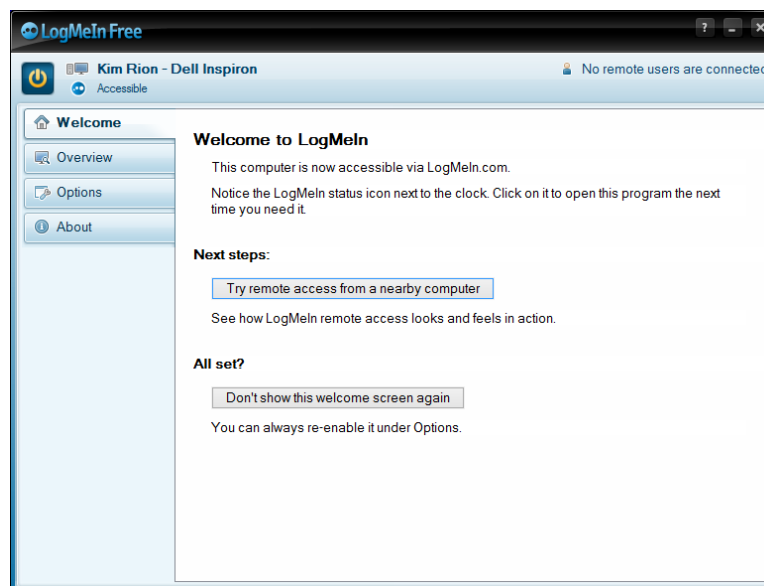 LogMeIn Free
?
Kim Rion - Dell Inspiron
No remote users are connected
Accessible
Welcome
Overview
Options
About
Welcome to LogMeIn
This computer is now accessible via LogMeIn.com.
Notice the LogMeIn status icon next to the clock. Click on it to open this program the next
time you need it.
Next steps:
Try remote access from a nearby computer
See how LogMeIn remote access looks and feels in action.
All set?
Don't show this welcome screen again
You can always re-enable it under Options.